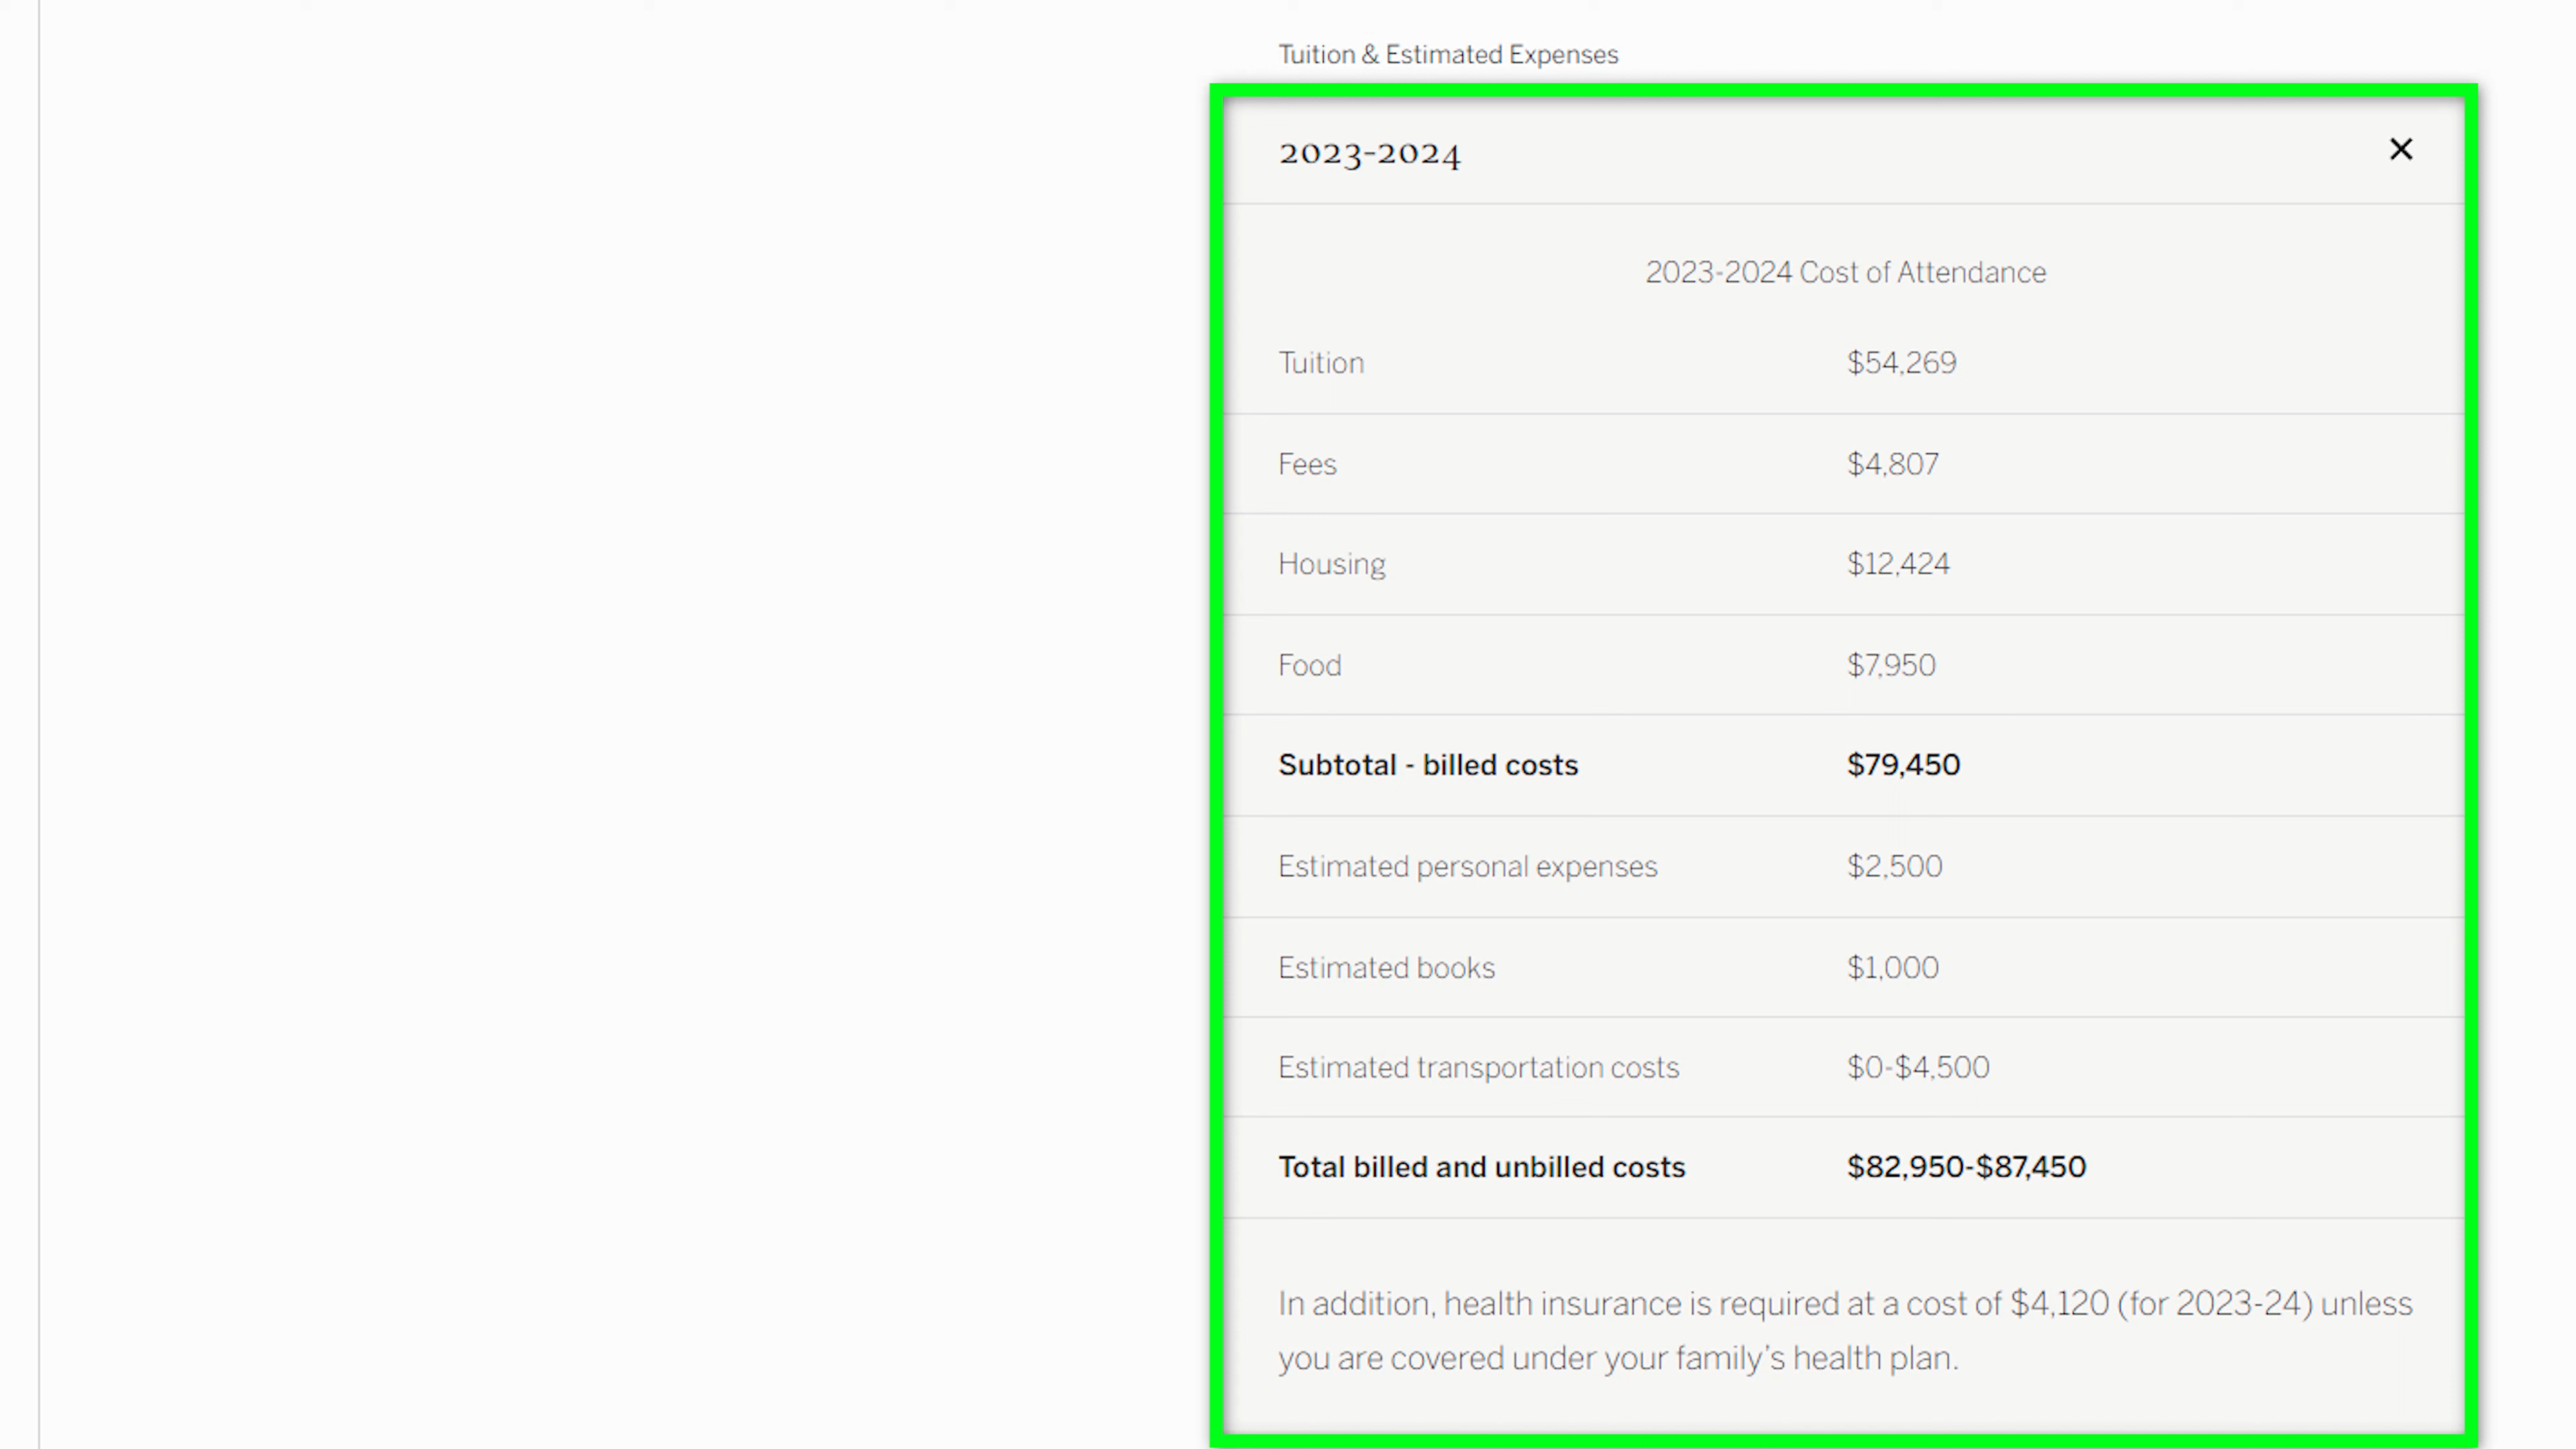 Tuition & Estimated Expenses
2023-2024
2023-2024 Cost of Attendance
Tuition $54,269
Fees $4,807
Housing $12,424
Food $7,950
Subtotal - billed costs $79,450
Estimated personal expenses $2,500
Estimated books $1,000
Estimated transportation costs $0-$4,500
Total billed and unbilled costs $82,950-$87,450
In addition, health insurance is required at a cost of $4,120 (for 2023-24) unless
you are covered under your family’s health plan.